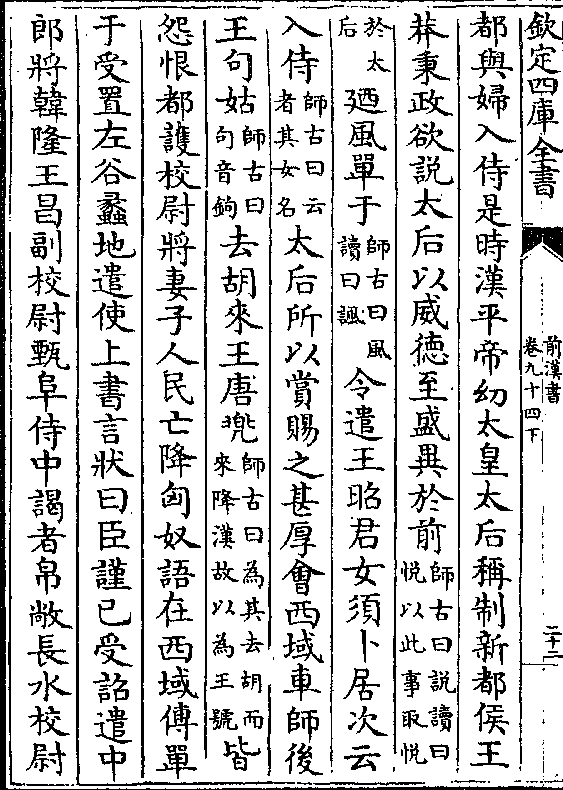 欽定四庫全書
前漢書
卷九十四下
二十二
都與婦入侍是時漢平帝幼太皇太后稱制新都侯王
莽秉政欲說太后以威德至盛異於前師古曰說讀曰悅以此事取悅
於太后廼風單于師古曰風讀曰諷令遣王昭君女須卜居次云
入侍師古曰云者其女名太后所以賞賜之甚厚會西域車師後
王句姑師古曰句音鉤去胡來王唐兜師古曰為其去胡而來降漢故以為王號皆
怨恨都護校尉將妻子人民亡降匈奴語在西域傳單
于受置左谷蠡地遣使上書言狀曰臣謹已受詔遣中
郎將韓隆王昌副校尉甄阜侍中謁者帛敞長水校尉